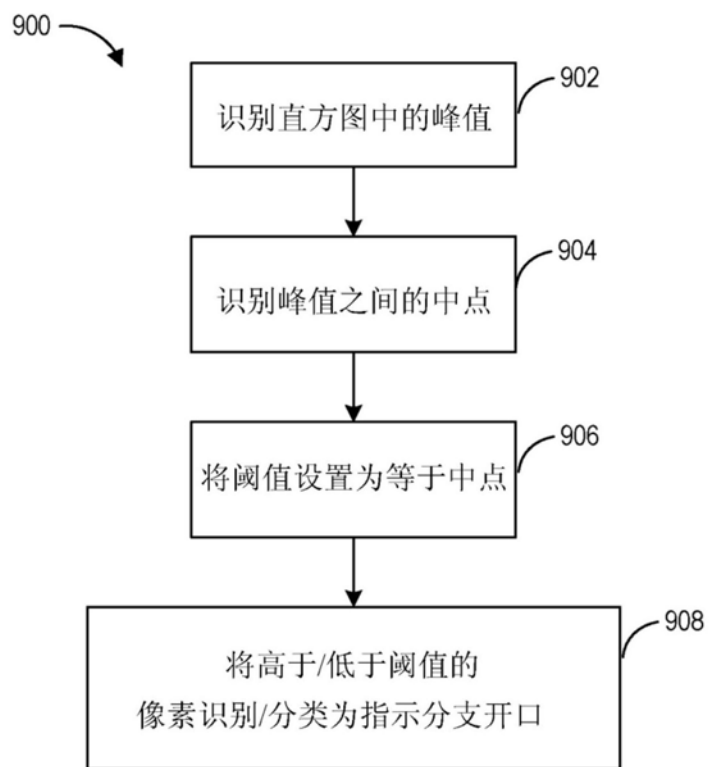 900
902
识别直方图中的峰值
904
识别峰值之间的中点
906
将阈值设置为等于中点
908
将高于/低于阈值的
像素识别/分类为指示分支开口